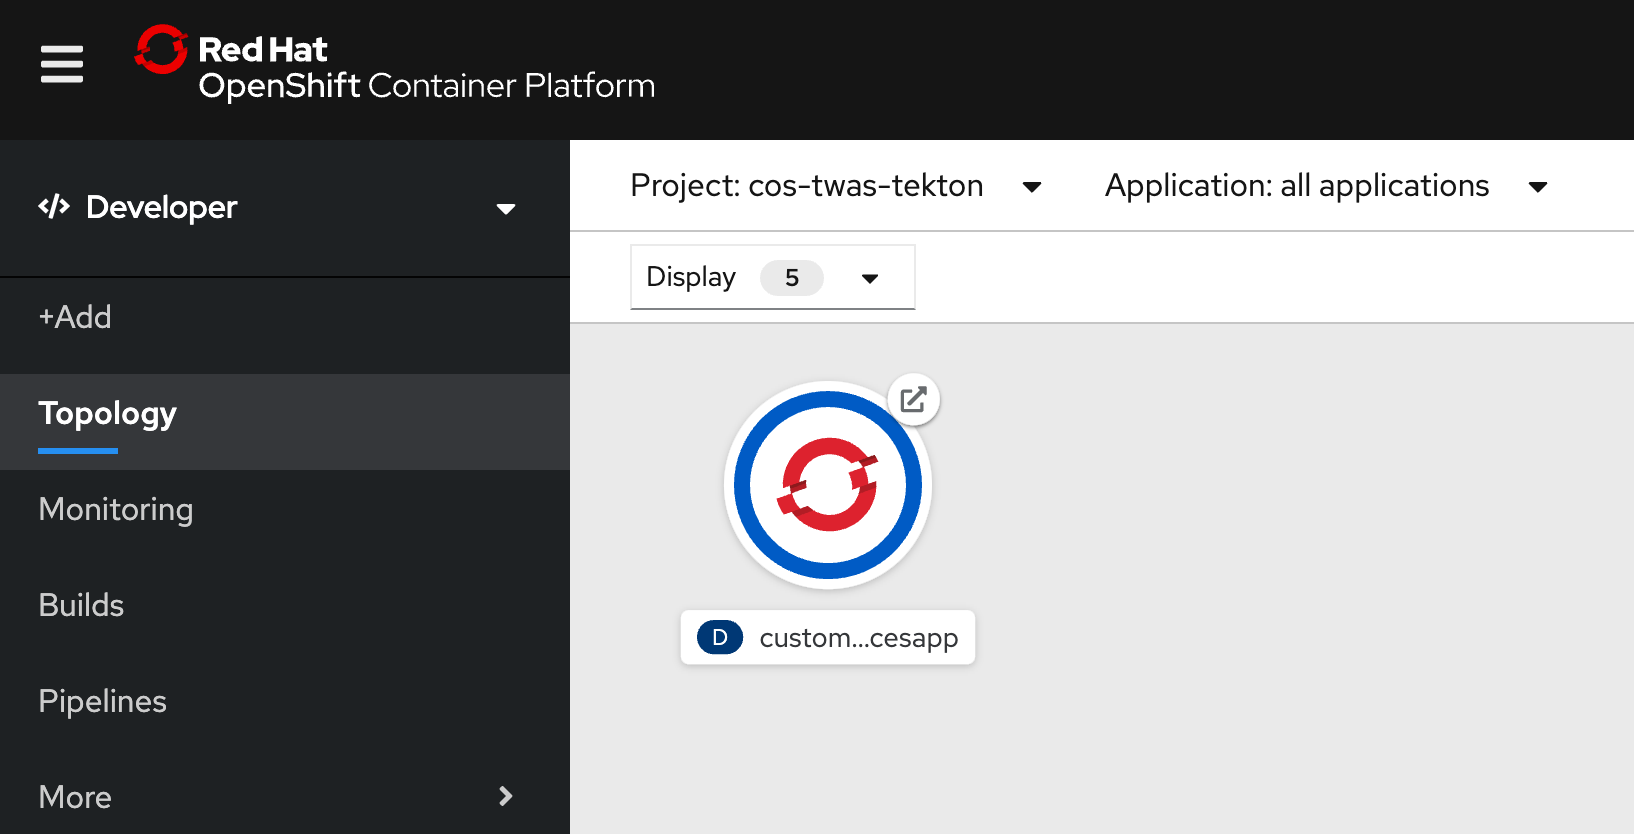 Red Hat
OpenShift Container Platform
</> Developer
+Add
Topology
Monitoring
Builds
Pipelines
More
Project: cos-twas-tekton
Application: all applications
Display 5
D custom...cesapp